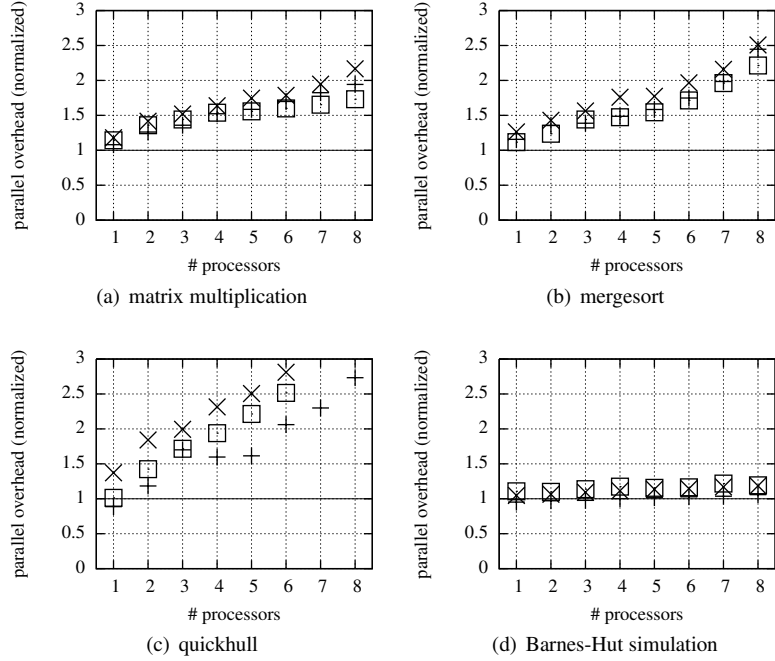 parallel overhead (normalized)
3
2.5
2
1.5
1
0.5
0
1 2 3 4 5 6 7 8
# processors
(a) matrix multiplication
parallel overhead (normalized)
3
2.5
2
1.5
1
0.5
0
1 2 3 4 5 6 7 8
# processors
(b) mergesort
parallel overhead (normalized)
3
2.5
2
1.5
1
0.5
0
1 2 3 4 5 6 7 8
# processors
(c) quickhull
parallel overhead (normalized)
3
2.5
2
1.5
1
0.5
0
1 2 3 4 5 6 7 8
# processors
(d) Barnes-Hut simulation